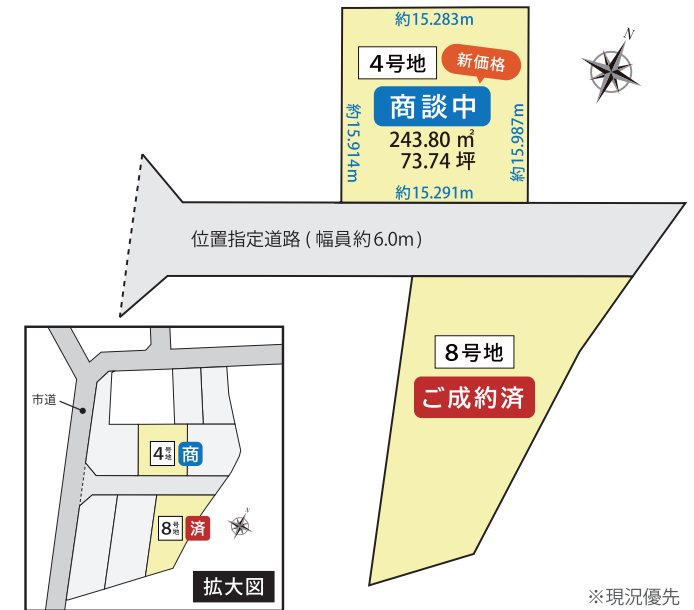 約15.283m
N
4号地
新価格
商談中
約15.914m
243.80 ㎡
73.74 坪
約15.987m
約15.291m
位置指定道路 ( 幅員約6.0m )
8号地
ご成約済
市道
4号地
商
8号地
済
N
拡大図
※現況優先